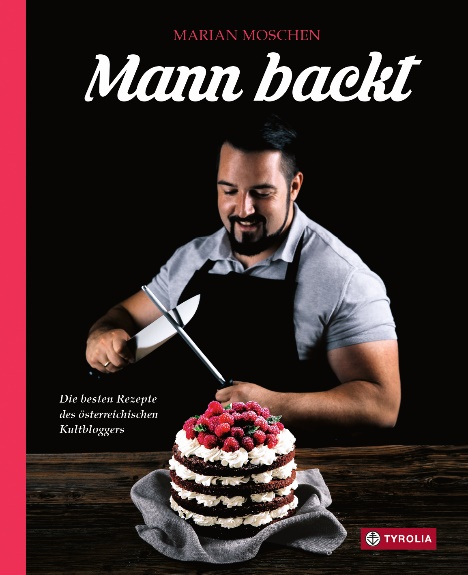 MARIAN MOSCHEN
Mann backt
Die besten Rezepte
des österreichischen
Kultbloggers
TYROLIA